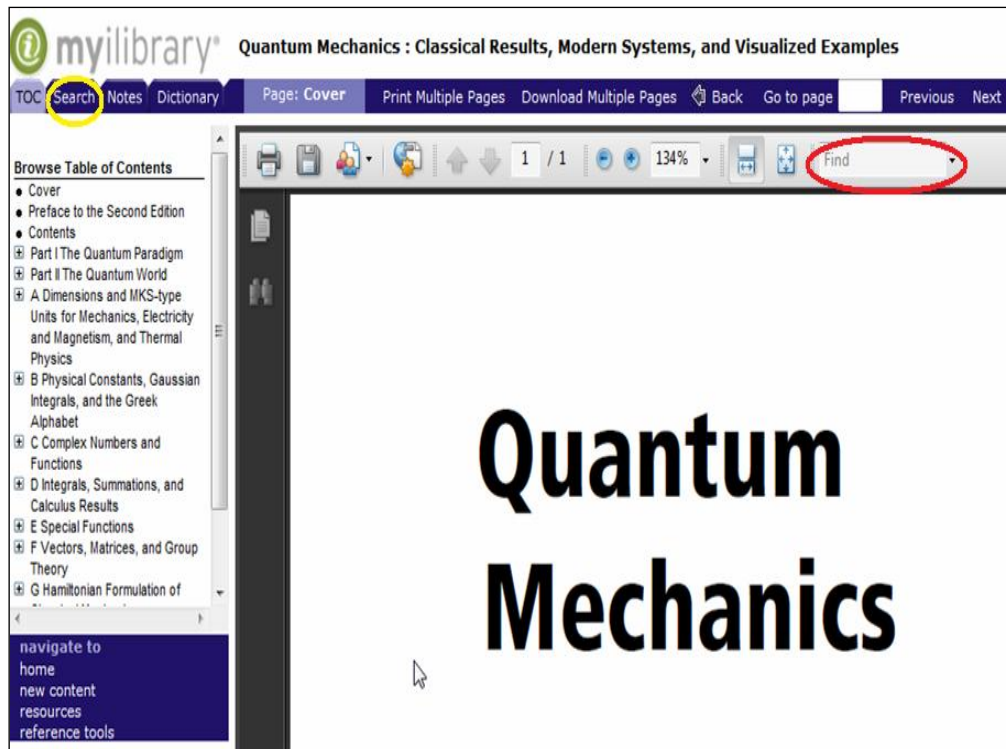 myilibrary
Quantum Mechanics : Classical Results, Modern Systems, and Visualized Examples
TOC Search Notes Dictionary Page: Cover Print Multiple Pages Download Multiple Pages Back Go to page Previous Next
1 / 1 134% Find
Browse Table of Contents
Cover
Preface to the Second Edition
Contents
Part I The Quantum Paradigm
Part II The Quantum World
A Dimensions and MKS-type
Units for Mechanics, Electricity
and Magnetism, and Thermal
Physics
B Physical Constants, Gaussian
Integrals, and the Greek
Alphabet
C Complex Numbers and
Functions
D Integrals, Summations, and
Calculus Results
E Special Functions
F Vectors, Matrices, and Group
Theory
G Hamiltonian Formulation of
navigate to
home
new content
resources
reference tools
Quantum
Mechanics